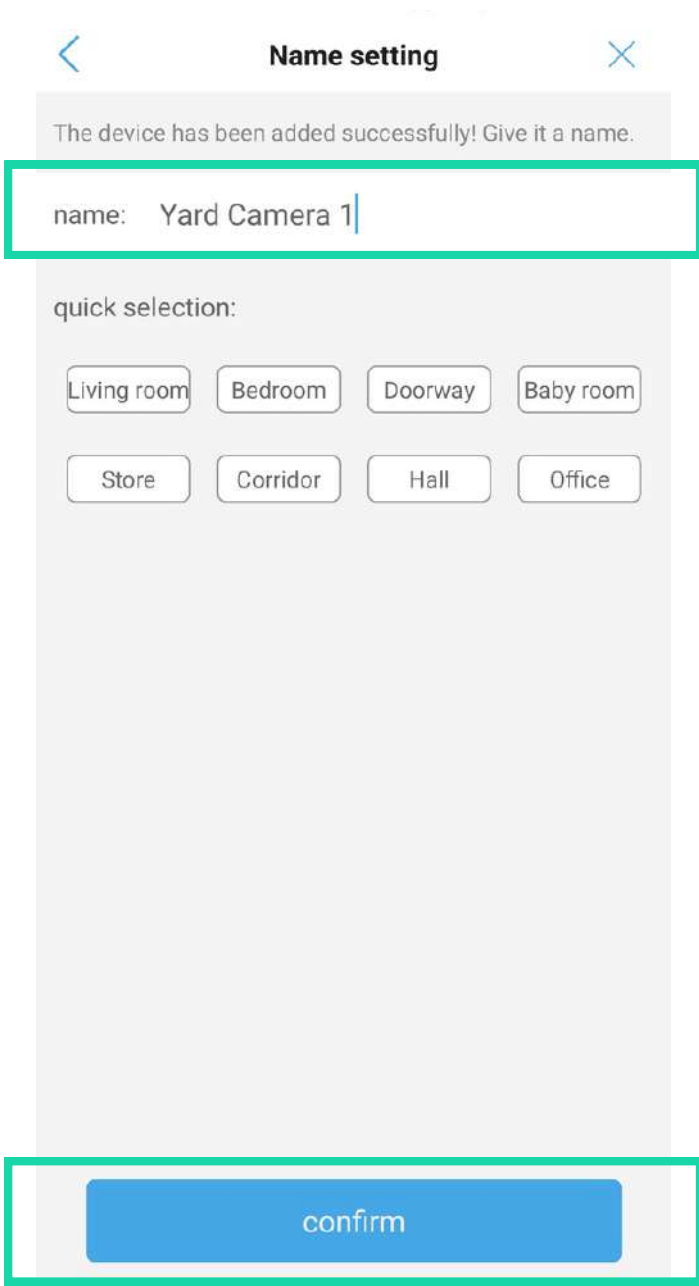 Name setting
The device has been added successfully! Give it a name.
name: Yard Camera 1
quick selection:
Living room Bedroom Doorway Baby room
Store Corridor Hall Office
confirm